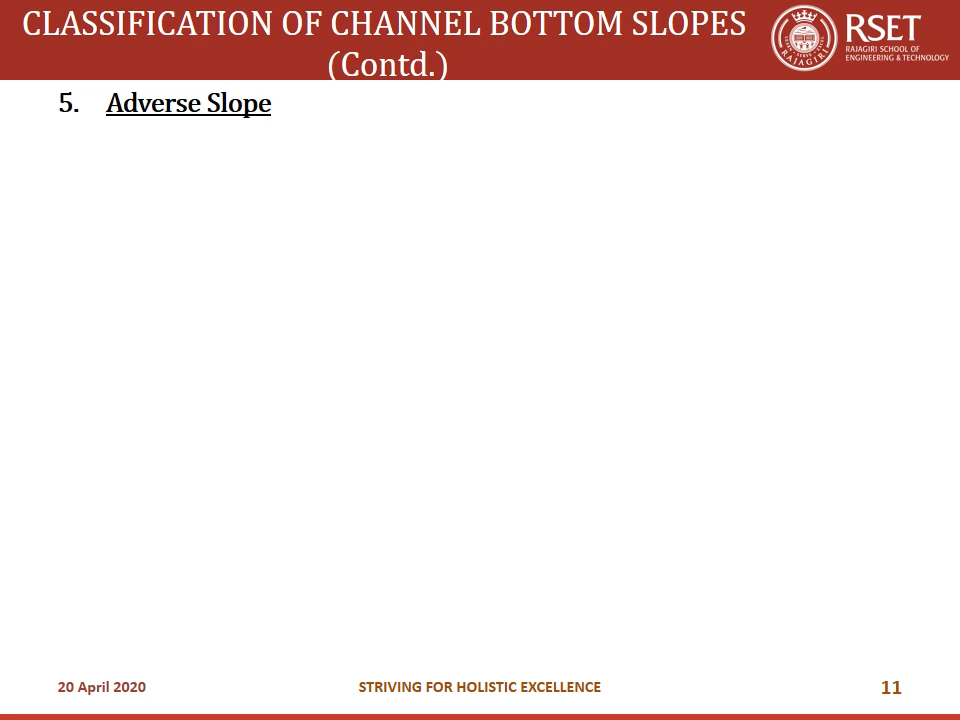 CLASSIFICATION OF CHANNEL BOTTOM SLOPES
(Contd.)
RSET
RAJAGIRI SCHOOL OF
ENGINEERING & TECHNOLOGY
RAJAGIRI
5. Adverse Slope
20 April 2020
STRIVING FOR HOLISTIC EXCELLENCE
11